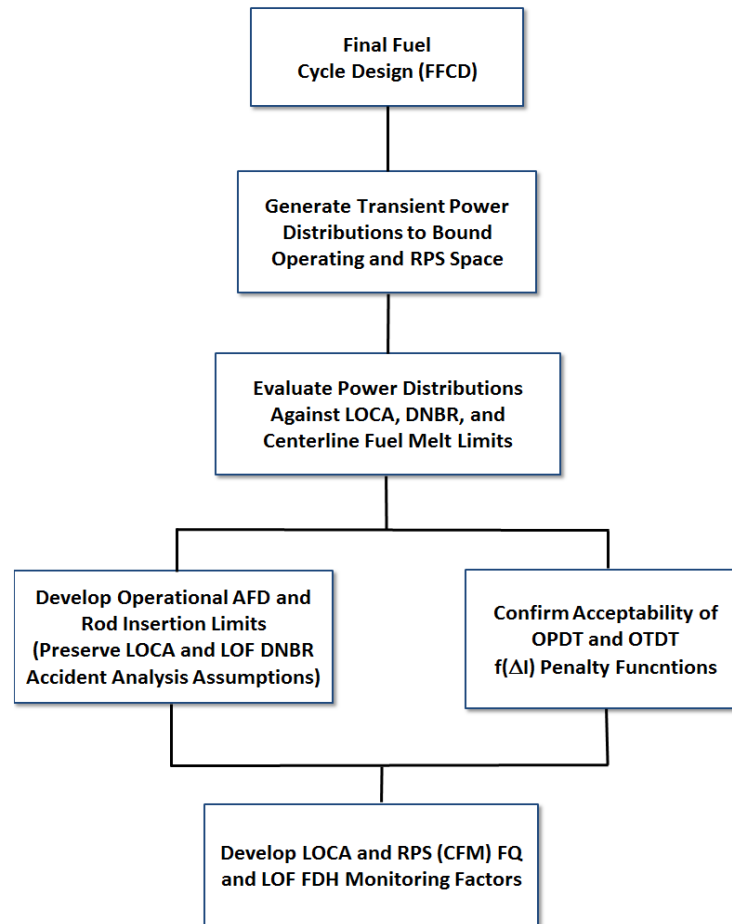 Final Fuel
Cycle Design (FFCD)
Generate Transient Power
Distributions to Bound
Operating and RPS Space
Evaluate Power Distributions
Against LOCA, DNBR, and
Centerline Fuel Melt Limits
Develop Operational AFD and
Rod Insertion Limits
(Preserve LOCA and LOF DNBR
Accident Analysis Assumptions)
Confirm Acceptability of
OPDT and OTDT
f(ΔI) Penalty Funcntions
Develop LOCA and RPS (CFM) FQ
and LOF FDH Monitoring Factors